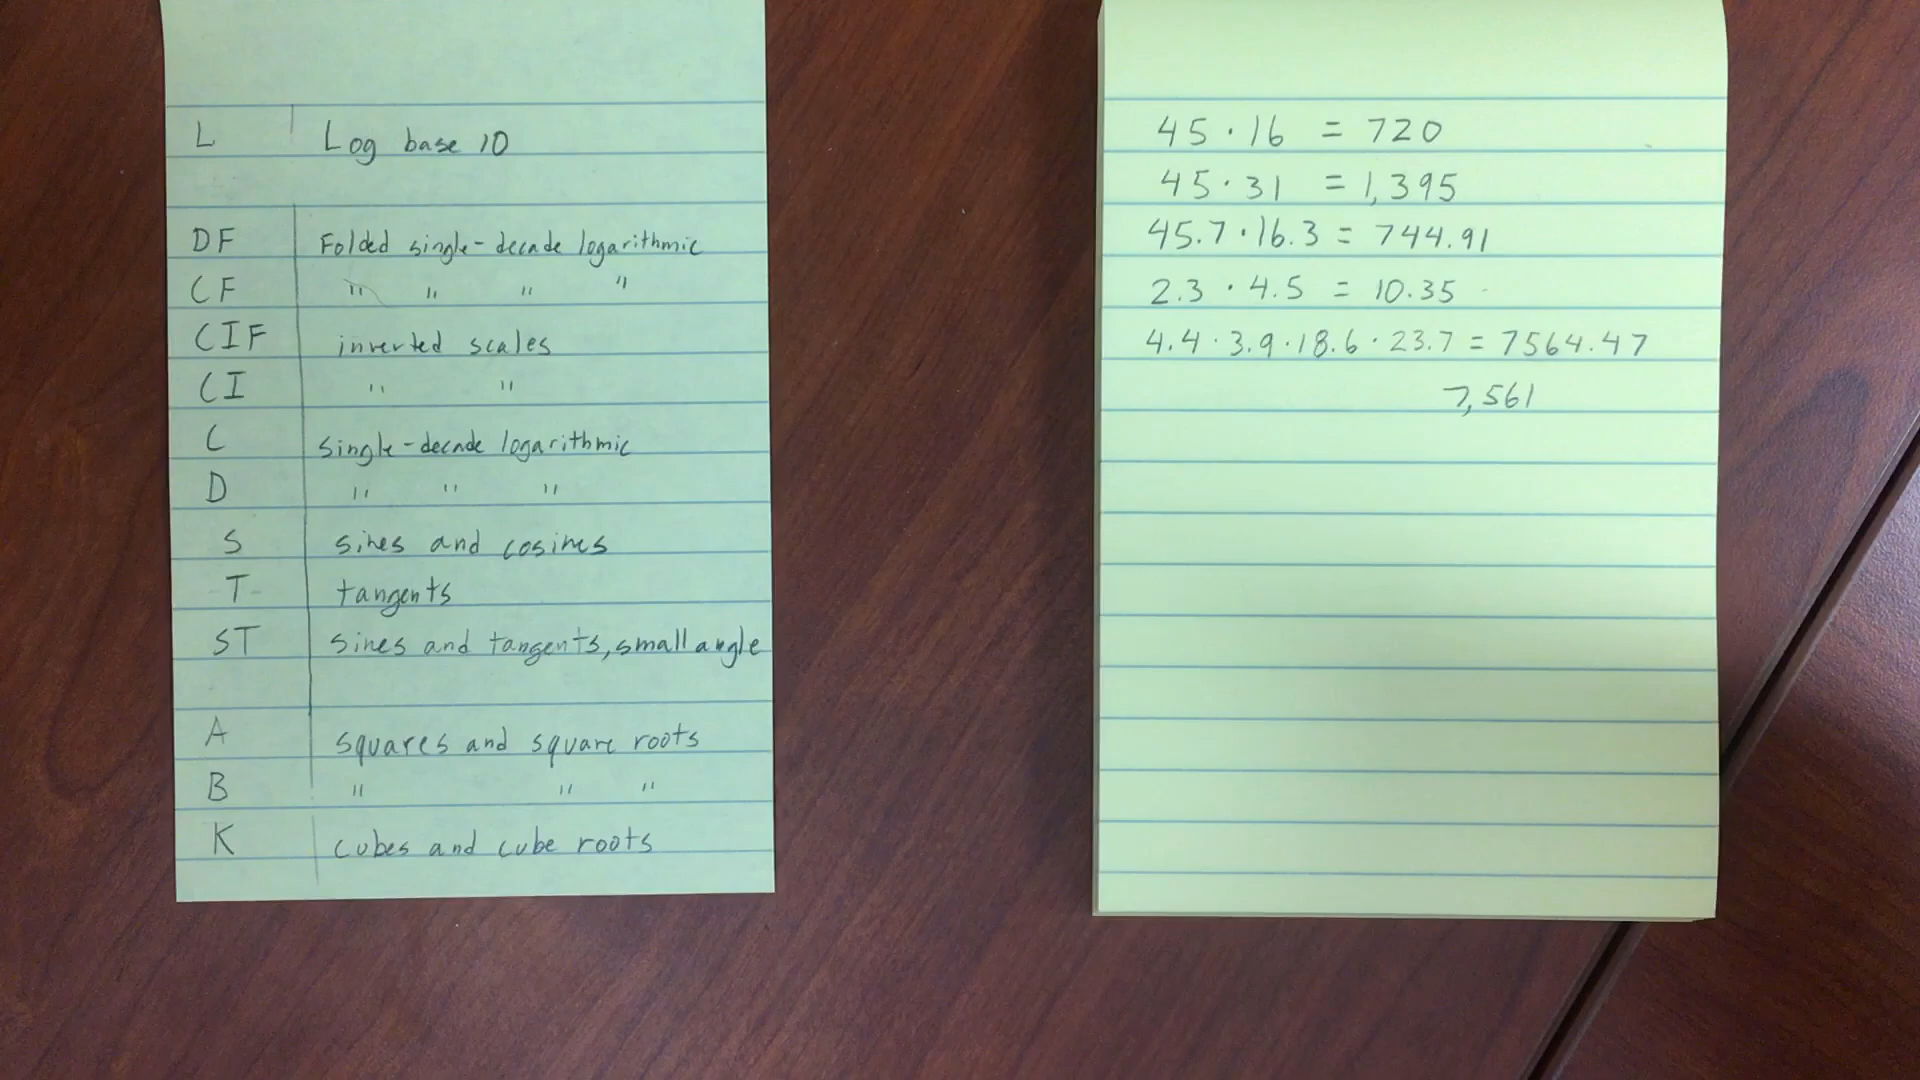 L Log base 10
DF Folded single-decade logarithmic
CF " " " "
CIF inverted scales
CI " "
C single-decade logarithmic
D " " "
S sines and cosines
T tangents
ST sines and tangents, small angle
A squares and square roots
B " " "
K cubes and cube roots
45 · 16 = 720
45 · 31 = 1,395
45.7 · 16.3 = 744.91
2.3 · 4.5 = 10.35
4.4 · 3.9 · 18.6 · 23.7 = 7564.47
7,561